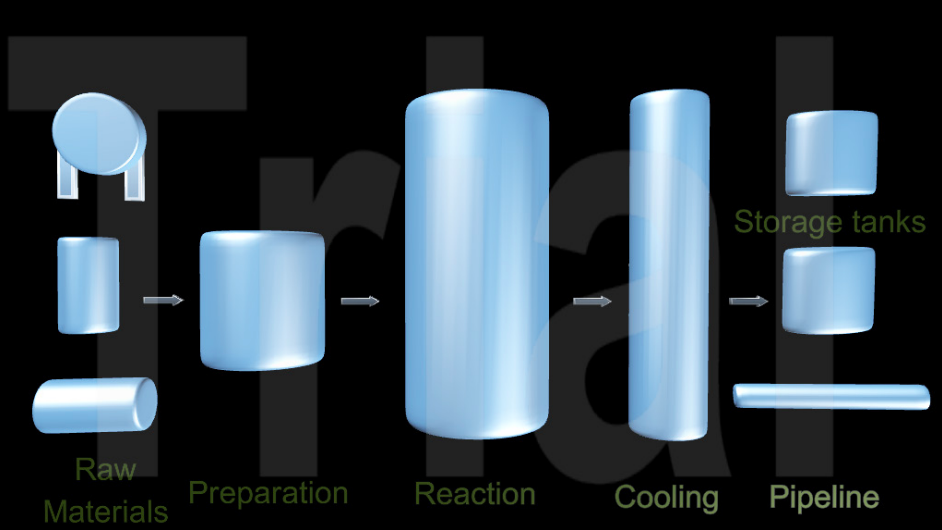 Trial
Storage tanks
Raw
Materials
Preparation
Reaction
Cooling
Pipeline